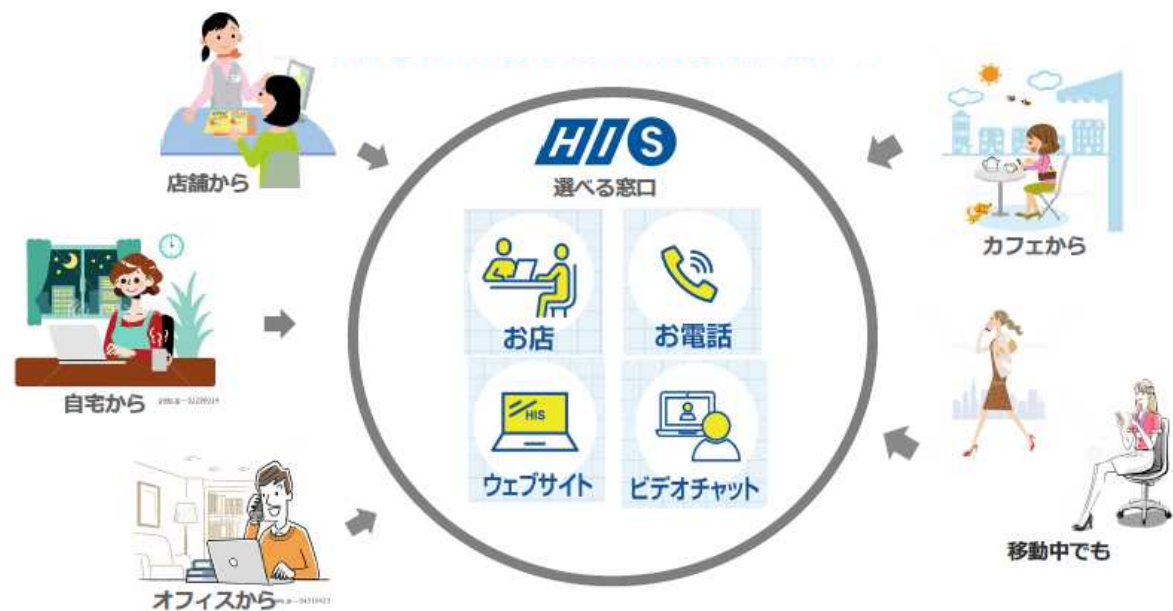 店舗から
自宅から
オフィスから
HIS
選べる窓口
お店
お電話
HIS
ウェブサイト
ビデオチャット
カフェから
移動中でも